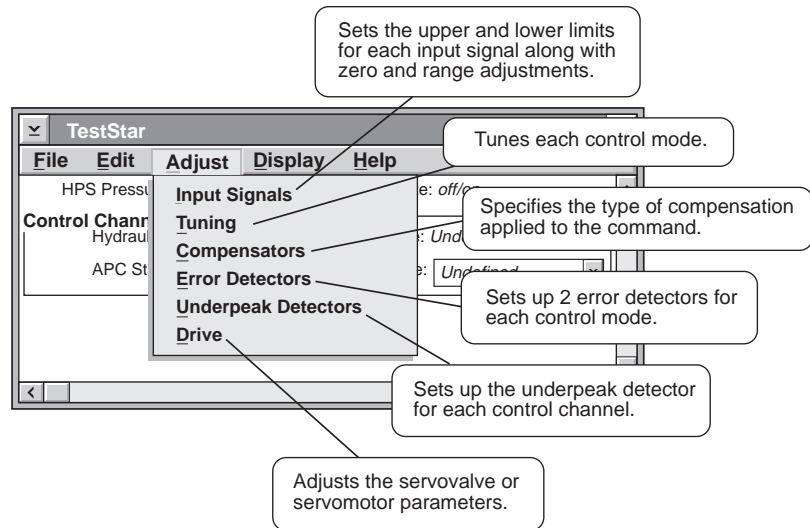 Sets the upper and lower limits
for each input signal along with
zero and range adjustments.
TestStar
Tunes each control mode.
File Edit Adjust Display Help
HPS Pressu e: off/on
Input Signals
Control Chann
Tuning
Specifies the type of compensation
applied to the command.
Hydraul e: Und
Compensators
APC St e: Undefined
Error Detectors
Sets up 2 error detectors for
each control mode.
Underpeak Detectors
Drive
Sets up the underpeak detector
for each control channel.
Adjusts the servovalve or
servomotor parameters.